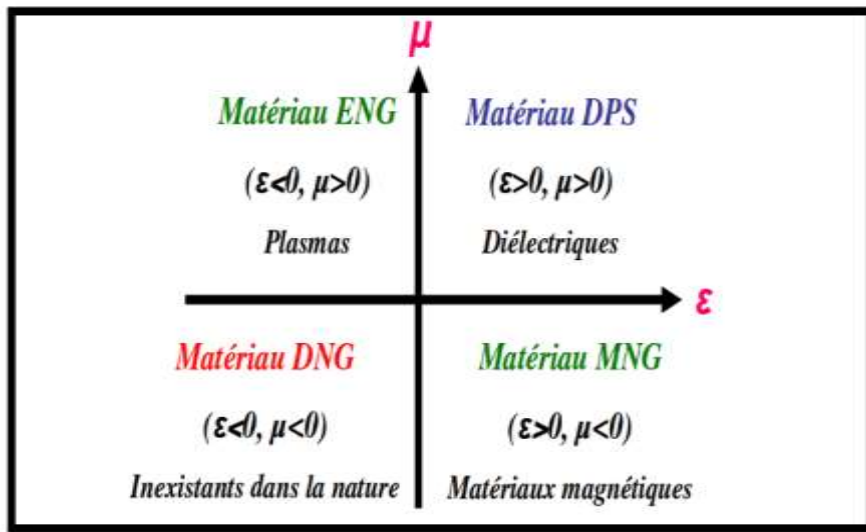 μ
Matériau ENG
Matériau DPS
(ε<0, μ>0)
(ε>0, μ>0)
Plasmas
Diélectriques
ε
Matériau DNG
Matériau MNG
(ε<0, μ<0)
(ε>0, μ<0)
Inexistants dans la nature
Matériaux magnétiques